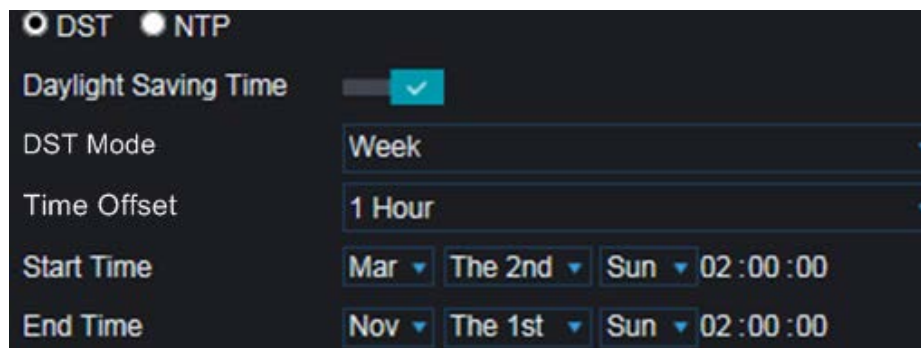 DST NTP
Daylight Saving Time
DST Mode Week
Time Offset 1 Hour
Start Time Mar The 2nd Sun 02:00:00
End Time Nov The 1st Sun 02:00:00